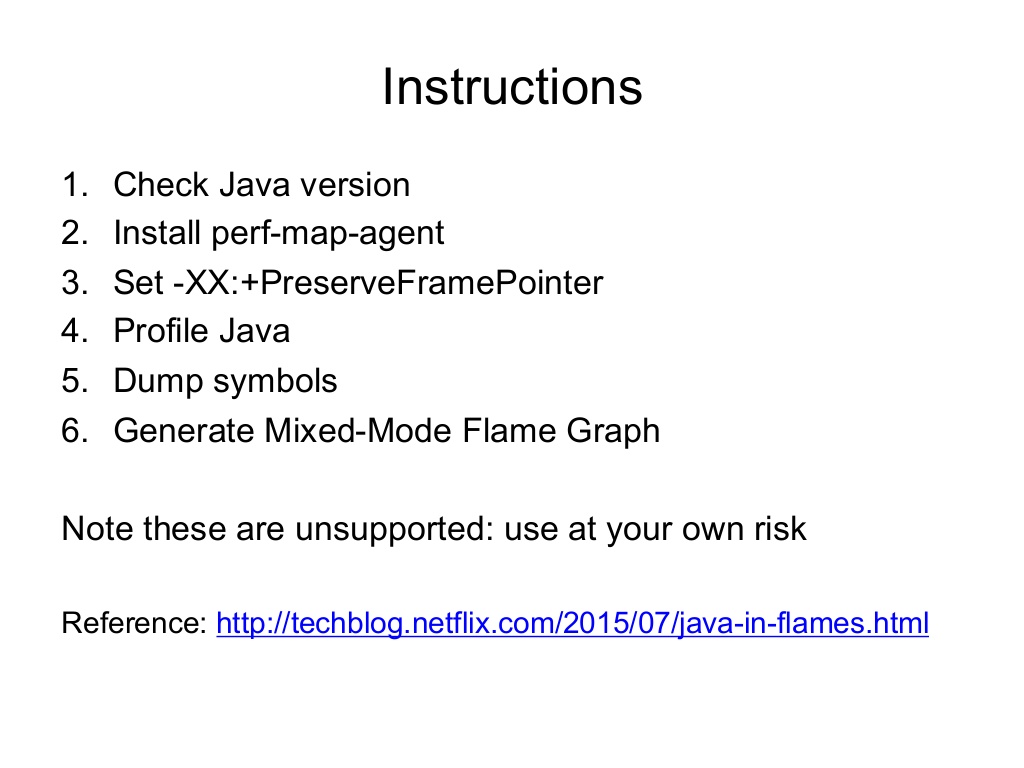 Instructions
1. Check Java version
2. Install perf-map-agent
3. Set -XX:+PreserveFramePointer
4. Profile Java
5. Dump symbols
6. Generate Mixed-Mode Flame Graph
Note these are unsupported: use at your own risk
Reference: http://techblog.netflix.com/2015/07/java-in-flames.html